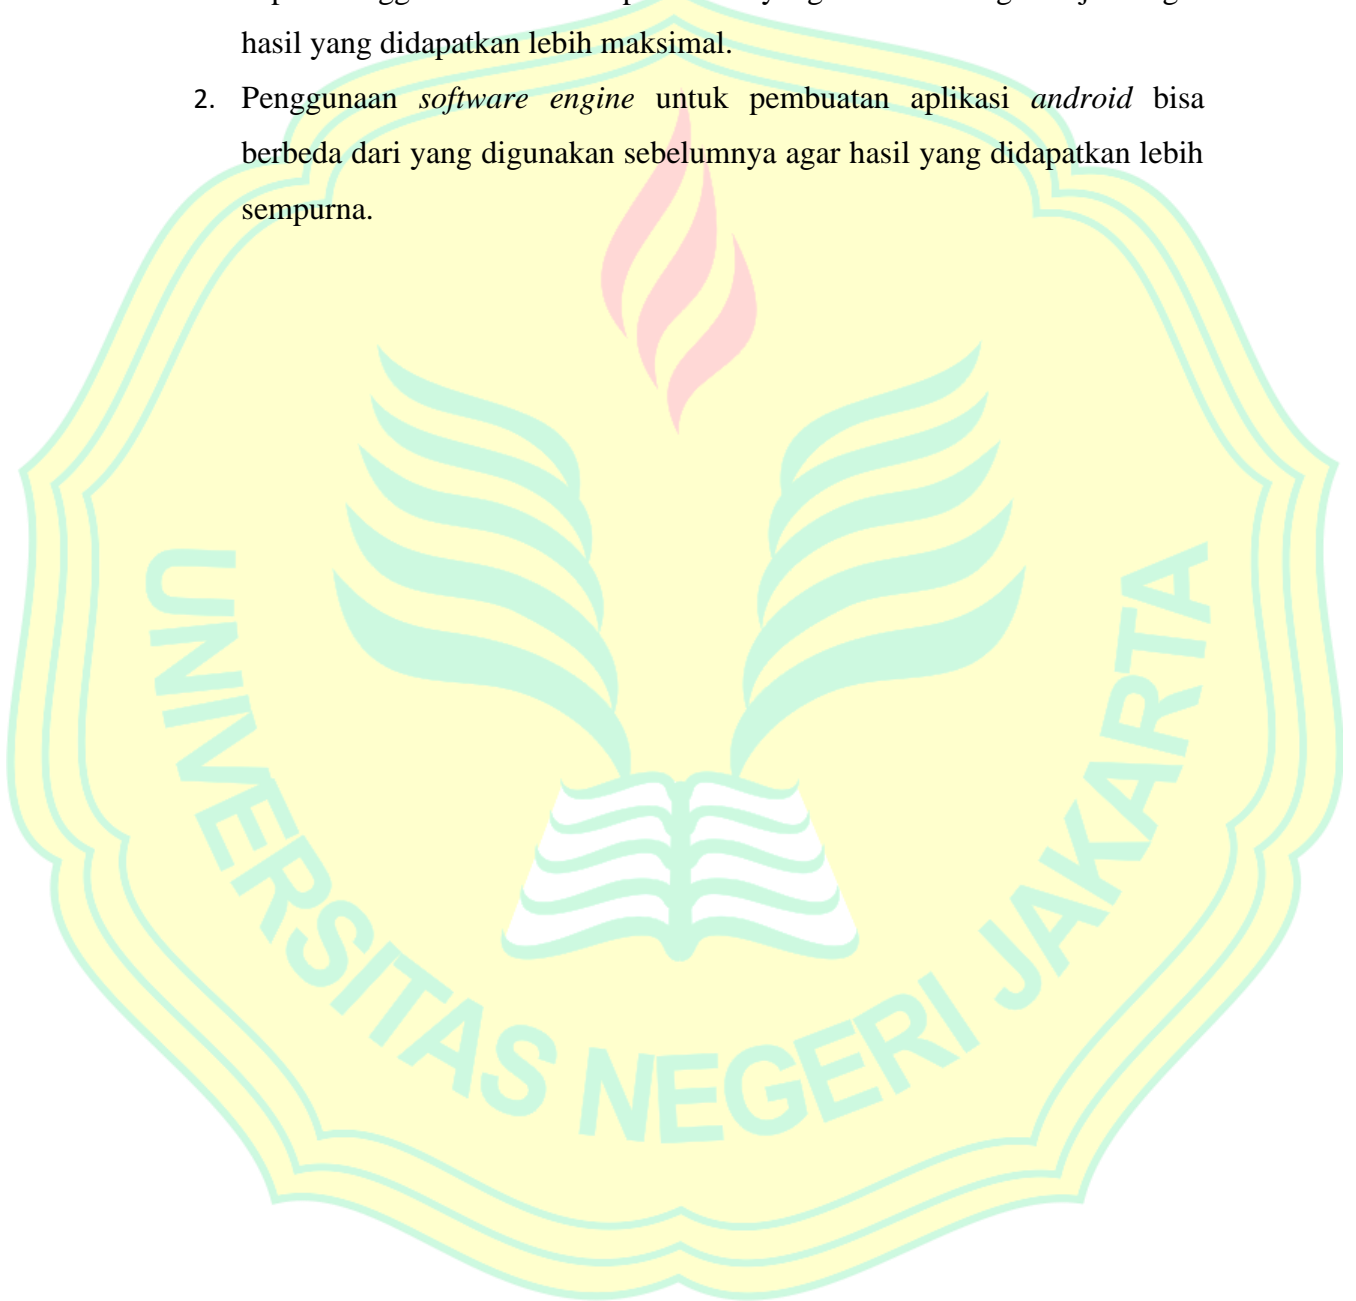 hasil yang didapatkan lebih maksimal.
2. Penggunaan software engine untuk pembuatan aplikasi android bisa
berbeda dari yang digunakan sebelumnya agar hasil yang didapatkan lebih
sempurna.
UNIVERSITAS NEGERI JAKARTA